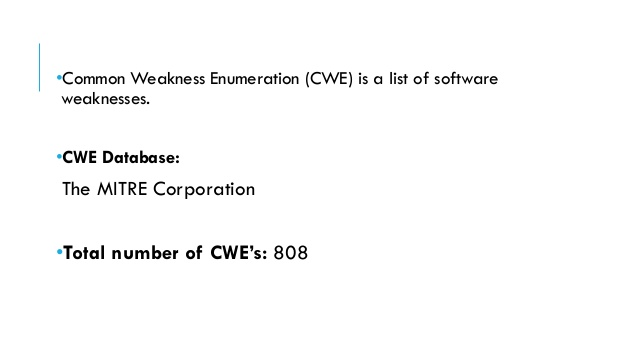 •Common Weakness Enumeration (CWE) is a list of software
weaknesses.
•CWE Database:
The MITRE Corporation
•Total number of CWE’s: 808